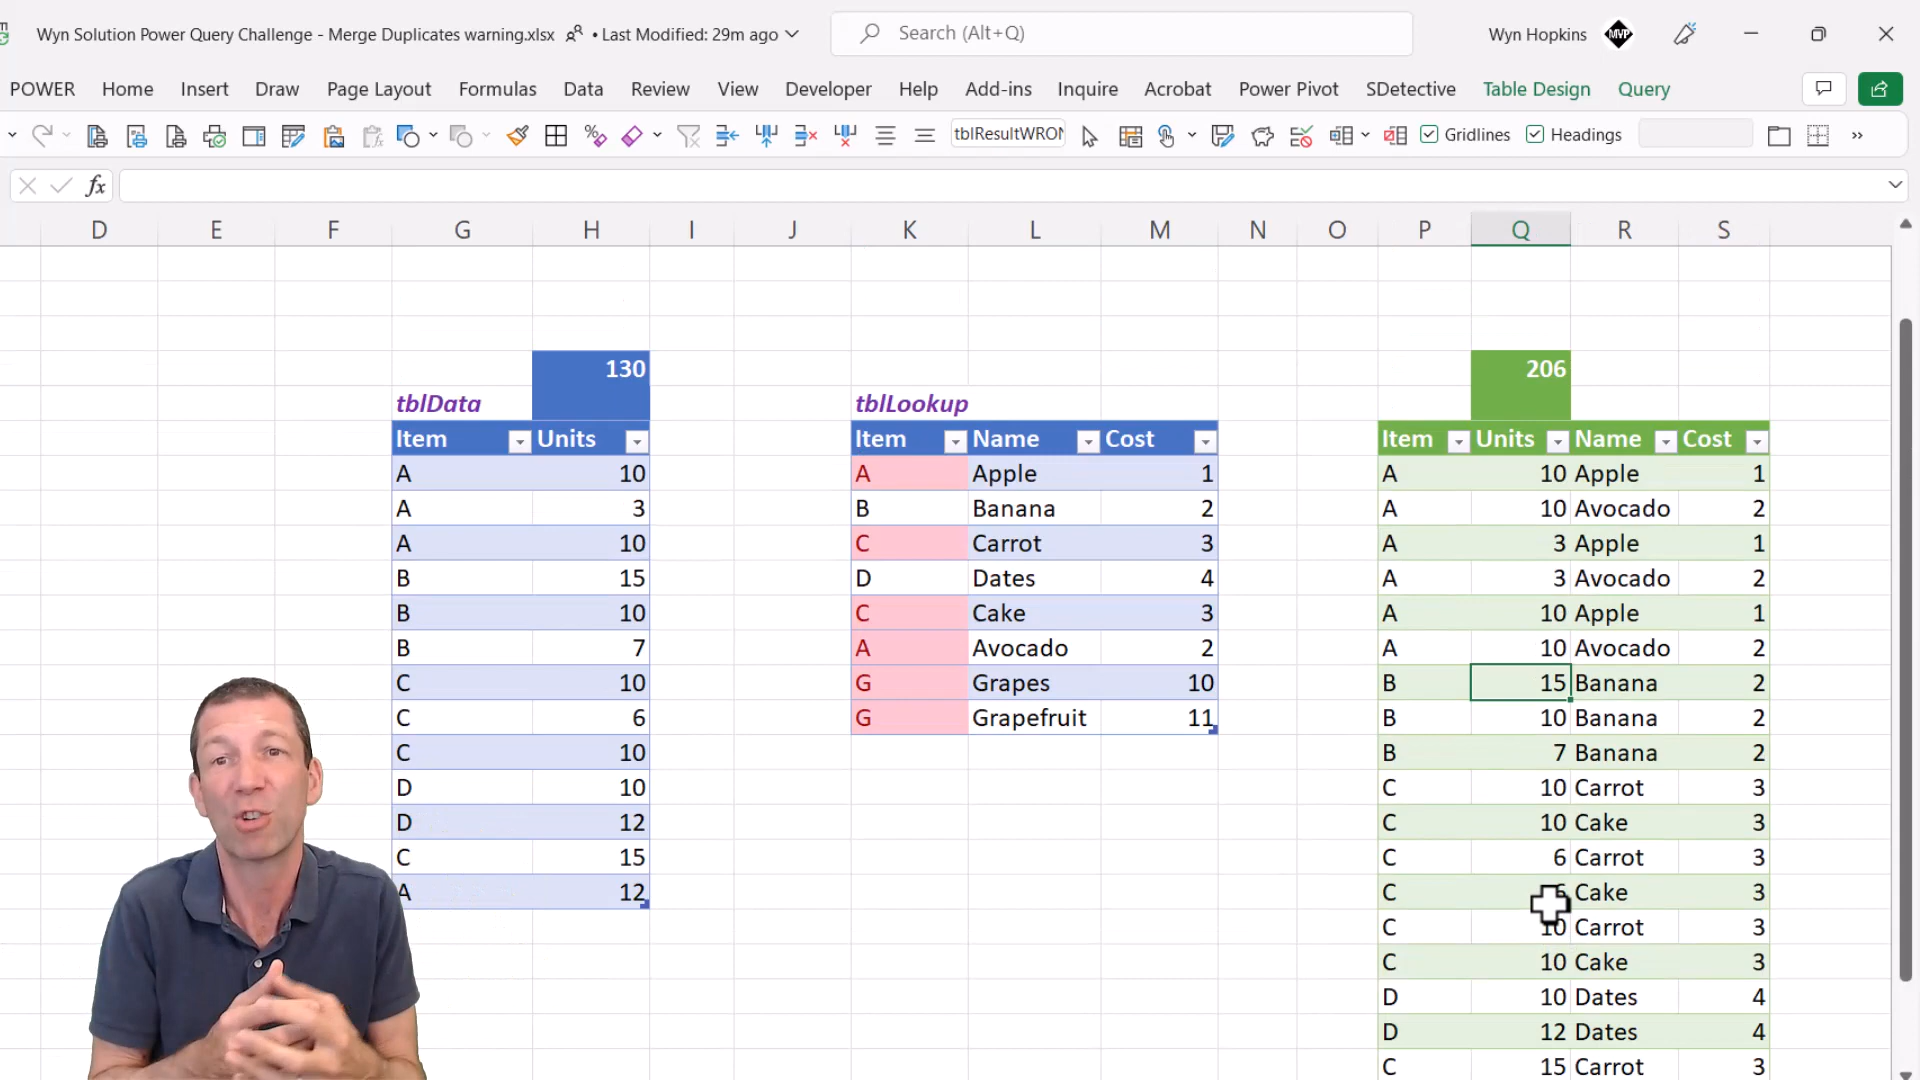 Wyn Solution Power Query Challenge - Merge Duplicates warning.xlsx • Last Modified: 29m ago Search (Alt+Q) Wyn Hopkins MVP
POWER Home Insert Draw Page Layout Formulas Data Review View Developer Help Add-ins Inquire Acrobat Power Pivot SDetective Table Design Query
tblResultWRON Gridlines Headings
fx
D E F G H I J K L M N O P Q R S
130 206
tblData tblLookup
Item Units Item Name Cost Item Units Name Cost
A 10 A Apple 1 A 10 Apple 1
A 3 B Banana 2 A 10 Avocado 2
A 10 C Carrot 3 A 3 Apple 1
B 15 D Dates 4 A 3 Avocado 2
B 10 C Cake 3 A 10 Apple 1
B 7 A Avocado 2 A 10 Avocado 2
C 10 G Grapes 10 B 15 Banana 2
C 6 G Grapefruit 11 B 10 Banana 2
C 10 B 7 Banana 2
D 10 C 10 Carrot 3
D 12 C 10 Cake 3
C 15 C 6 Carrot 3
A 12 C Cake 3
C 10 Carrot 3
C 10 Cake 3
D 10 Dates 4
D 12 Dates 4
C 15 Carrot 3